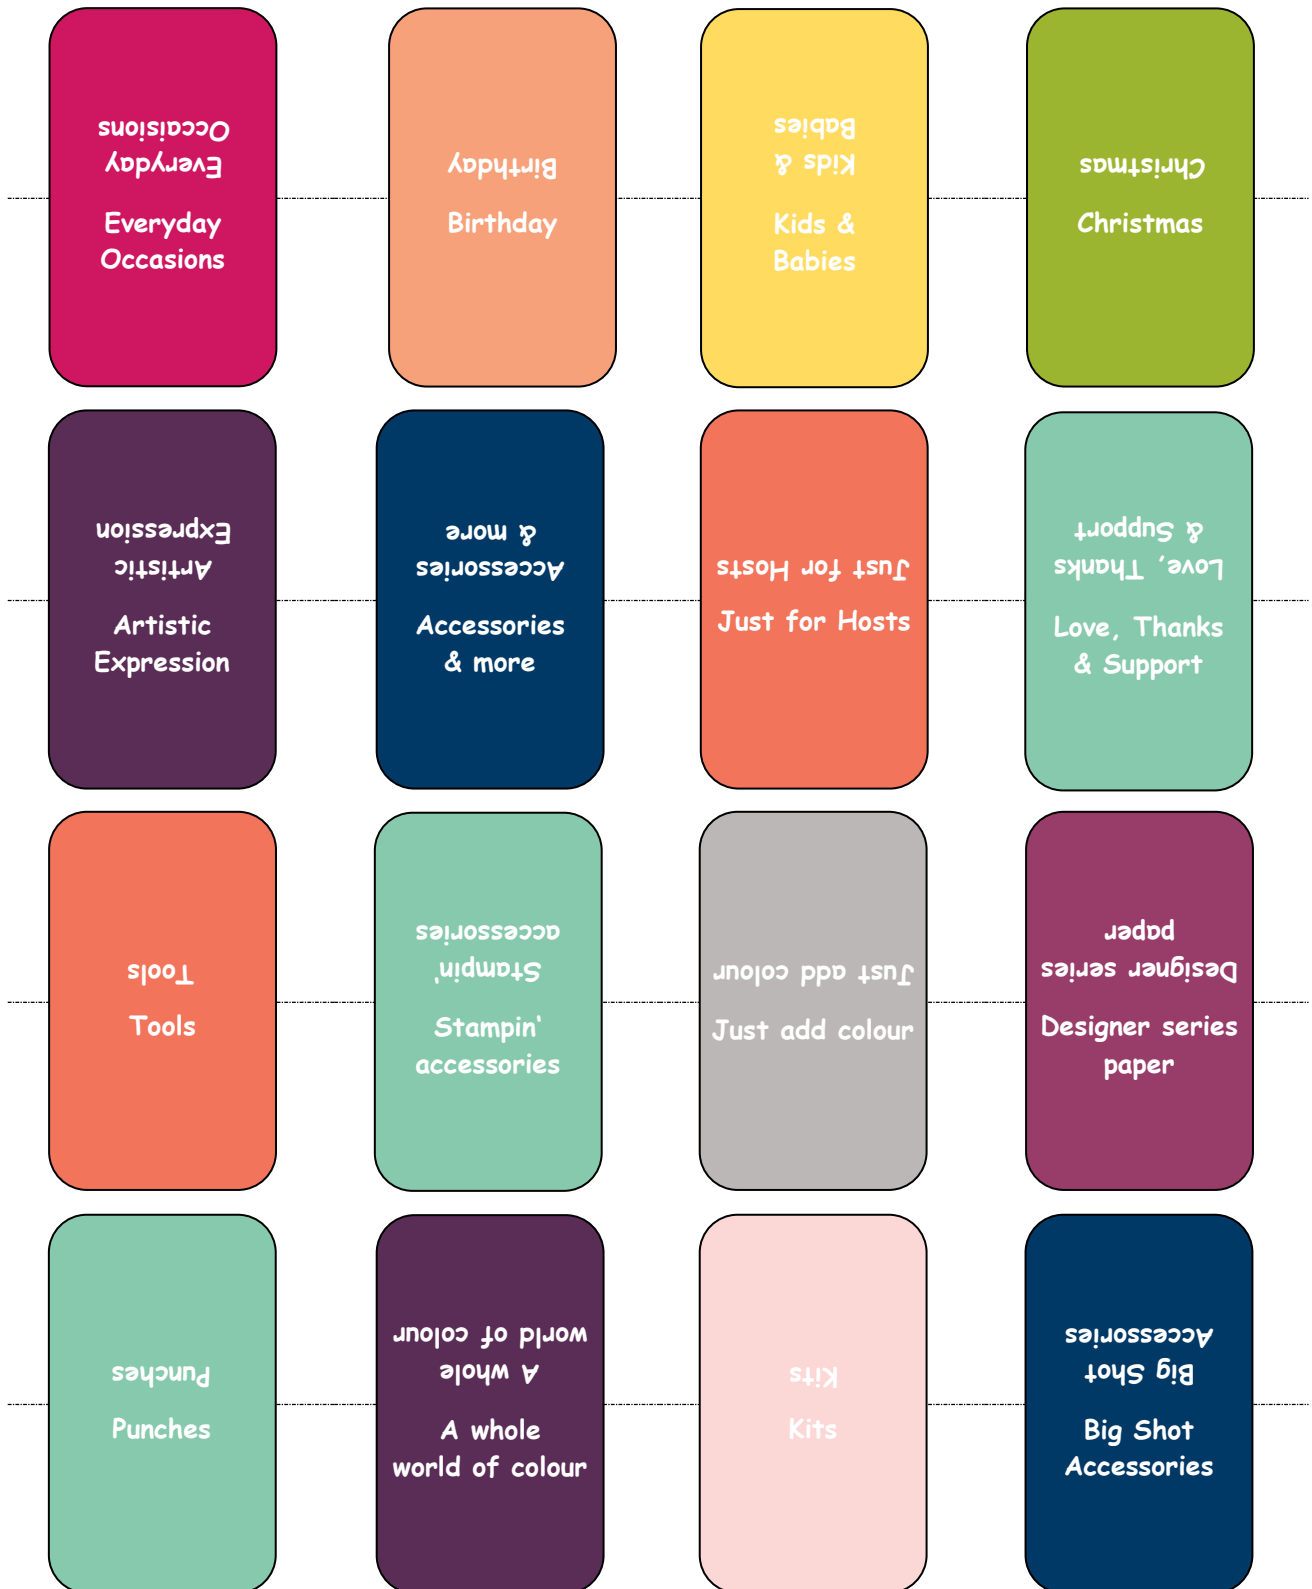 Everyday
Occaisions
Everyday
Occasions
Birthday
Birthday
Kids &
Babies
Kids &
Babies
Christmas
Christmas
Artistic
Expression
Artistic
Expression
Accessories
& more
Accessories
& more
Just for Hosts
Just for Hosts
Love, Thanks
& Support
Love, Thanks
& Support
Tools
Tools
Stampin'
accessories
Stampin'
accessories
Just add colour
Just add colour
Designer series
paper
Designer series
paper
Punches
Punches
A whole
world of colour
A whole
world of colour
Kits
Kits
Big Shot
Accessories
Big Shot
Accessories